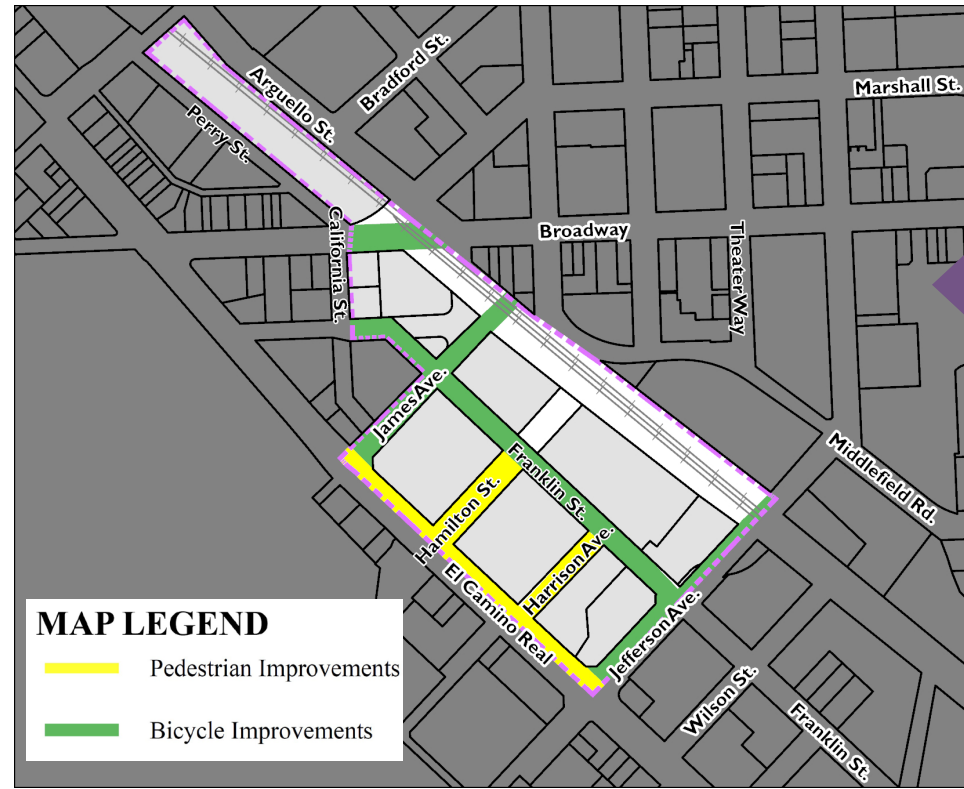 Bradford St.
Arguello St.
Marshall St.
Perry St.
California St.
Broadway
Theater Way
James Ave.
Franklin St.
Middlefield Rd.
Hamilton St.
Harrison Ave.
El Camino Real
Jefferson Ave.
Wilson St.
Franklin St.
MAP LEGEND
Pedestrian Improvements
Bicycle Improvements